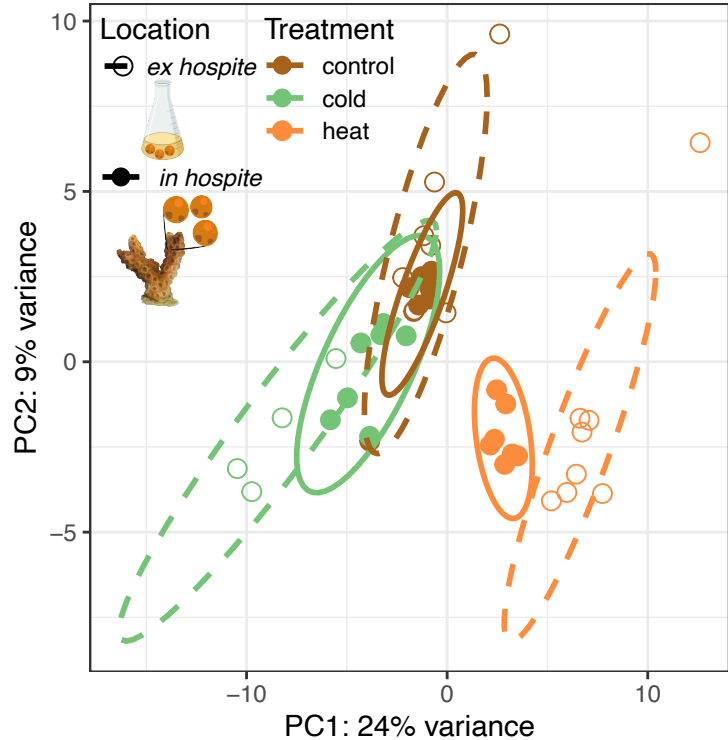 Location
ex hospite
in hospite
Treatment
control
cold
heat
10
5
0
−5
PC2: 9% variance
−10
0
10
PC1: 24% variance